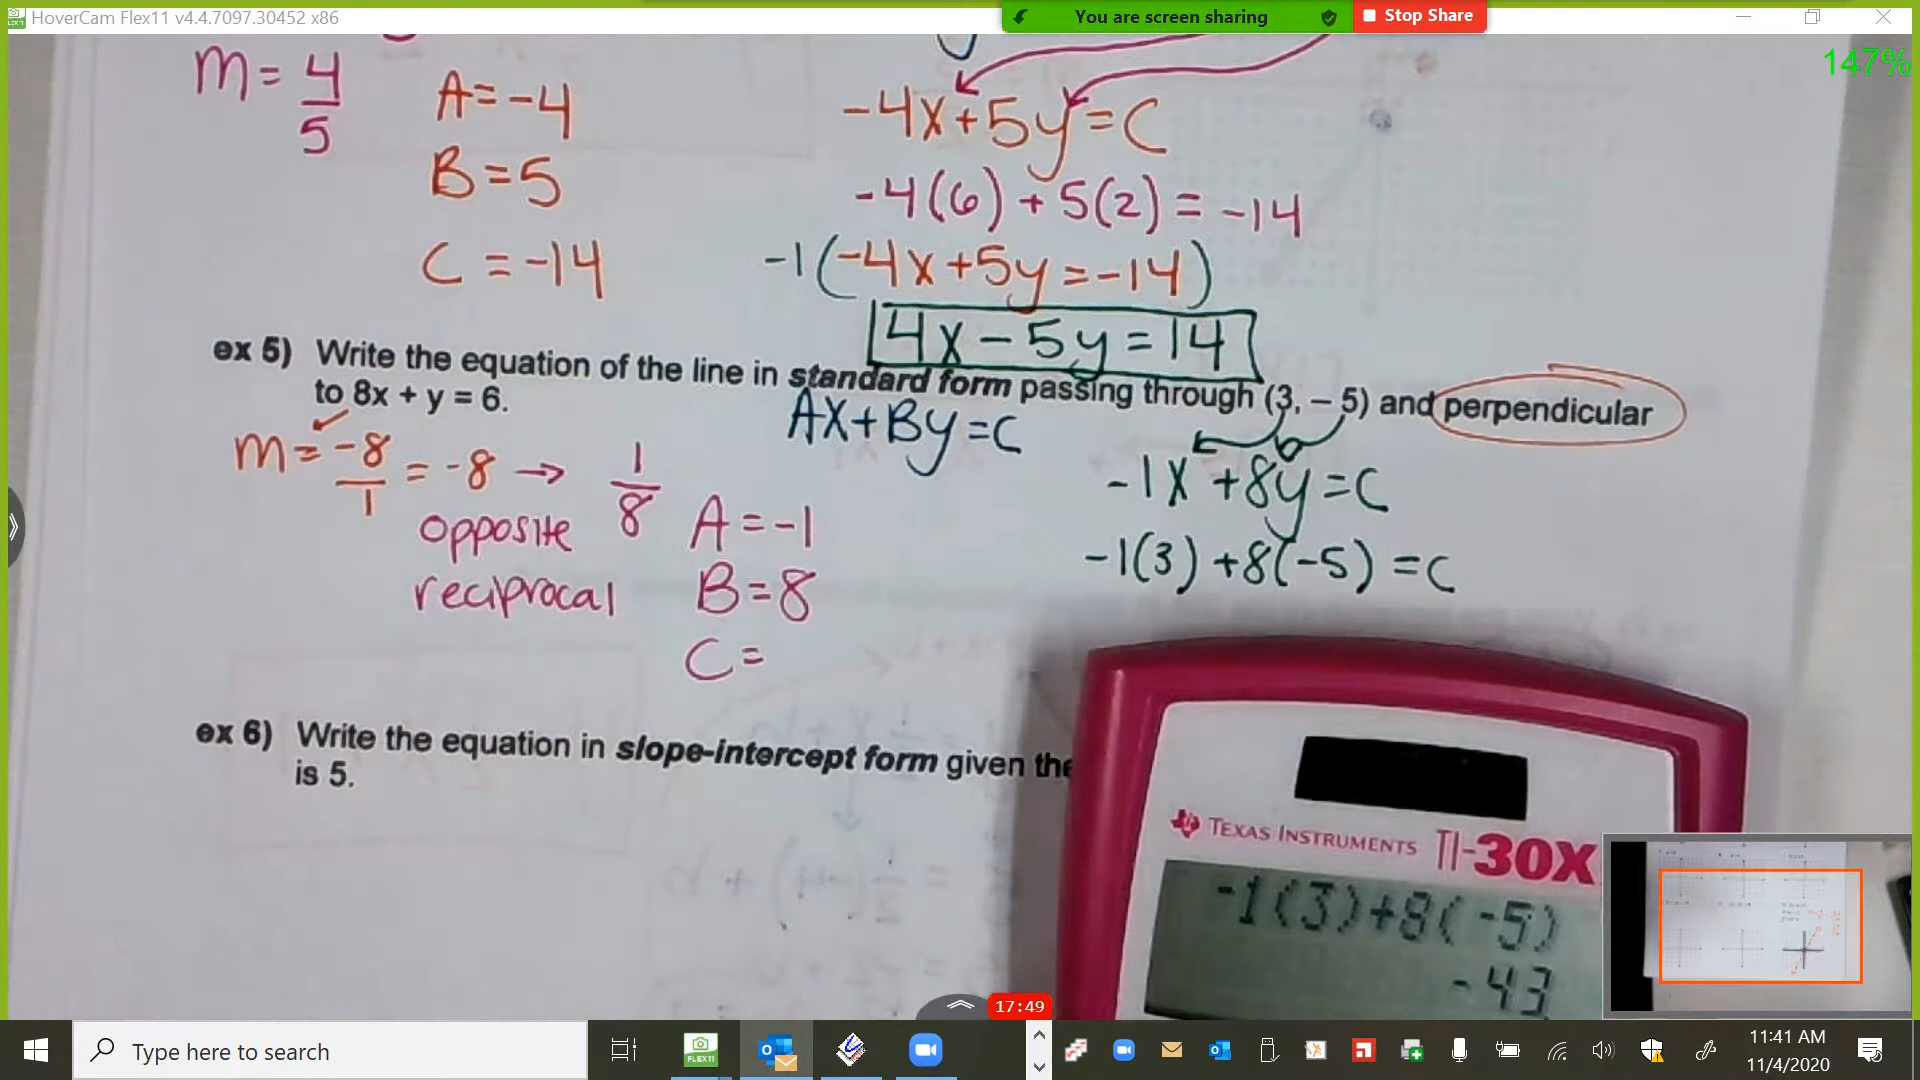 HoverCam Flex11 v4.4.7097.30452 x86
You are screen sharing
Stop Share
147%
m = 4/5
A = -4
B = 5
C = -14
-4x + 5y = C
-4(6) + 5(2) = -14
-1(-4x + 5y = -14)
4x - 5y = 14
ex 5) Write the equation of the line in standard form passing through (3, – 5) and perpendicular
to 8x + y = 6.
Ax + By = C
m = -8/1 = -8 → 1/8
opposite
reciprocal
A = -1
B = 8
C =
-1x + 8y = C
-1(3) + 8(-5) = C
ex 6) Write the equation in slope-intercept form given the
is 5.
TEXAS INSTRUMENTS TI-30X
-1(3)+8(-5)
-43
17:49
Type here to search
FLEX11
11:41 AM
11/4/2020